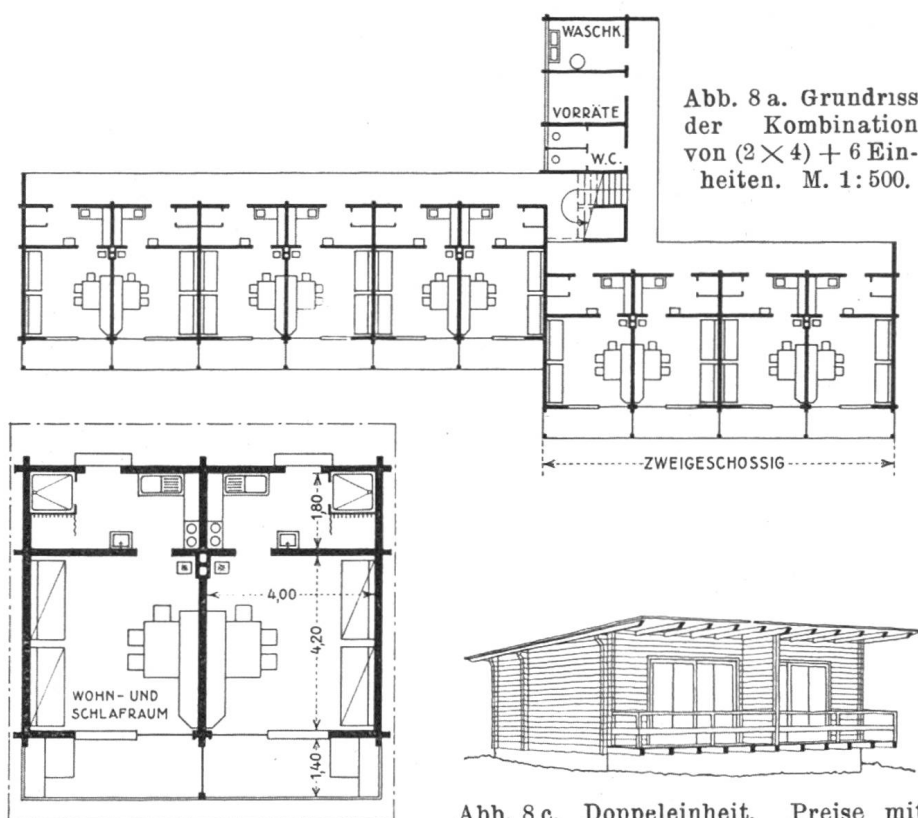 WASCHK.
VORRÄTE
W.C.
Abb. 8 a. Grundriss
der Kombination
von (2 × 4) + 6 Ein-
heiten. M. 1:500.
ZWEIGESCHOSSIG
1,80
4,00
4,20
WOHN- UND
SCHLAFRAUM
1,40
Abb. 8 c. Doppeleinheit. Preise mit